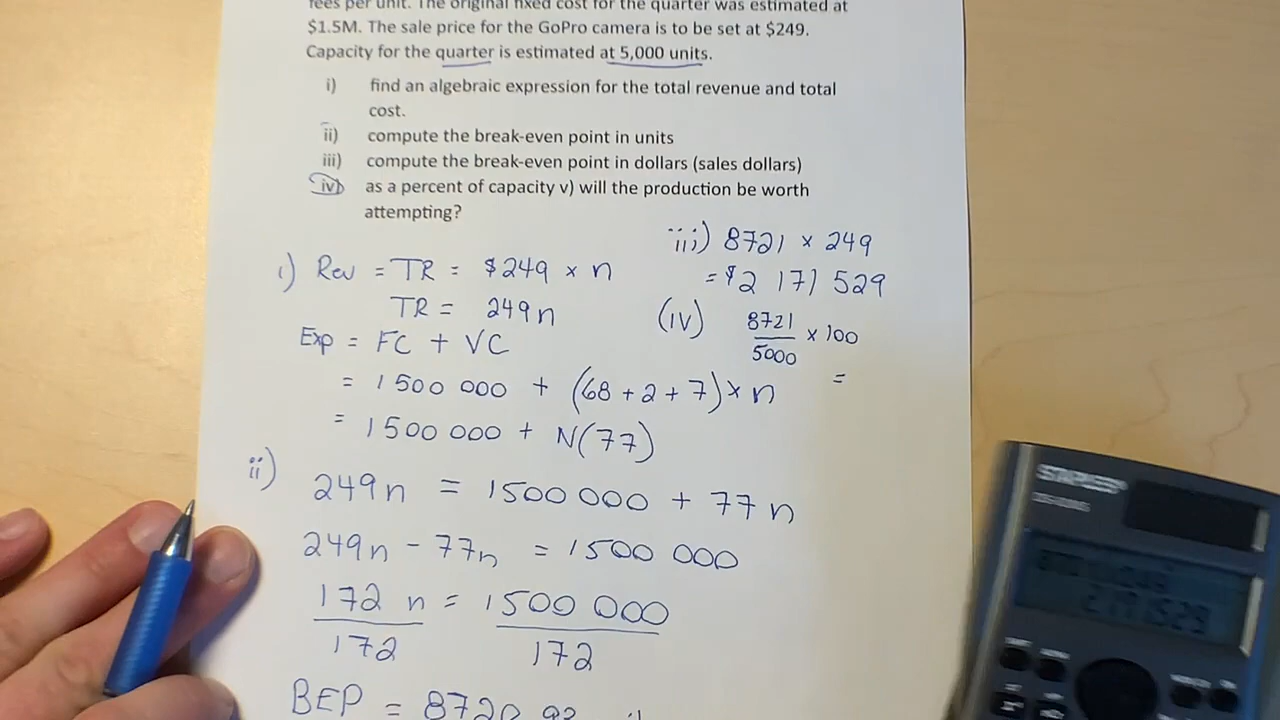 fees per unit. The original fixed cost for the quarter was estimated at
$1.5M. The sale price for the GoPro camera is to be set at $249.
Capacity for the quarter is estimated at 5,000 units.
i) find an algebraic expression for the total revenue and total
cost.
ii) compute the break-even point in units
iii) compute the break-even point in dollars (sales dollars)
iv) as a percent of capacity v) will the production be worth
attempting?
i) Rev = TR = $249 × n
TR = 249n
Exp = FC + VC
= 1 500 000 + (68 + 2 + 7) × n
= 1 500 000 + N(77)
ii) 249n = 1500 000 + 77 n
249n - 77n = 1500 000
172 n = 1500 000
172 172
BEP = 8720.93
iii) 8721 × 249
= $2 171 529
(iv) 8721 × 100
5000
=
STAPLES
2171529